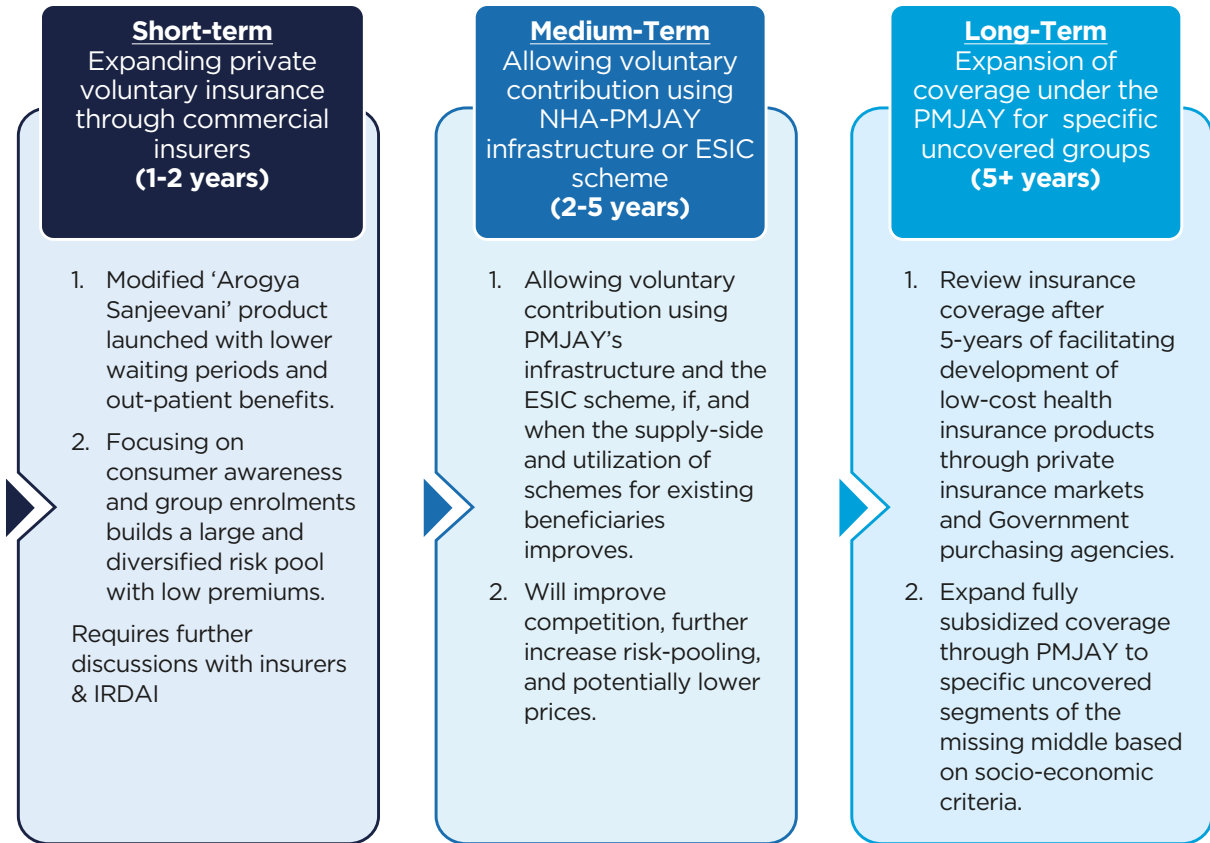 Short-term
Expanding private
voluntary insurance
through commercial
insurers
(1-2 years)
1. Modified ‘Arogya
Sanjeevani’ product
launched with lower
waiting periods and
out-patient benefits.
2. Focusing on
consumer awareness
and group enrolments
builds a large and
diversified risk pool
with low premiums.
Requires further
discussions with insurers
& IRDAI
Medium-Term
Allowing voluntary
contribution using
NHA-PMJAY
infrastructure or ESIC
scheme
(2-5 years)
1. Allowing voluntary
contribution using
PMJAY’s
infrastructure and the
ESIC scheme, if, and
when the supply-side
and utilization of
schemes for existing
beneficiaries
improves.
2. Will improve
competition, further
increase risk-pooling,
and potentially lower
prices.
Long-Term
Expansion of
coverage under the
PMJAY for specific
uncovered groups
(5+ years)
1. Review insurance
coverage after
5-years of facilitating
development of
low-cost health
insurance products
through private
insurance markets
and Government
purchasing agencies.
2. Expand fully
subsidized coverage
through PMJAY to
specific uncovered
segments of the
missing middle based
on socio-economic
criteria.